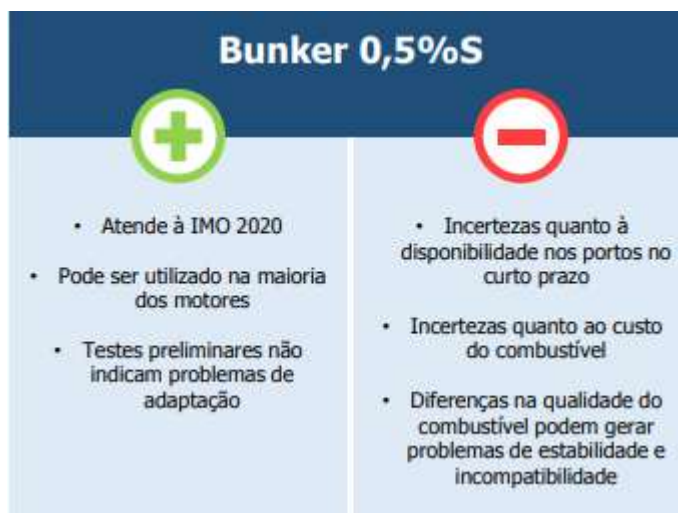 Bunker 0,5%S
• Atende à IMO 2020
• Pode ser utilizado na maioria
dos motores
• Testes preliminares não
indicam problemas de
adaptação
• Incertezas quanto à
disponibilidade nos portos no
curto prazo
• Incertezas quanto ao custo
do combustível
• Diferenças na qualidade do
combustível podem gerar
problemas de estabilidade e
incompatibilidade